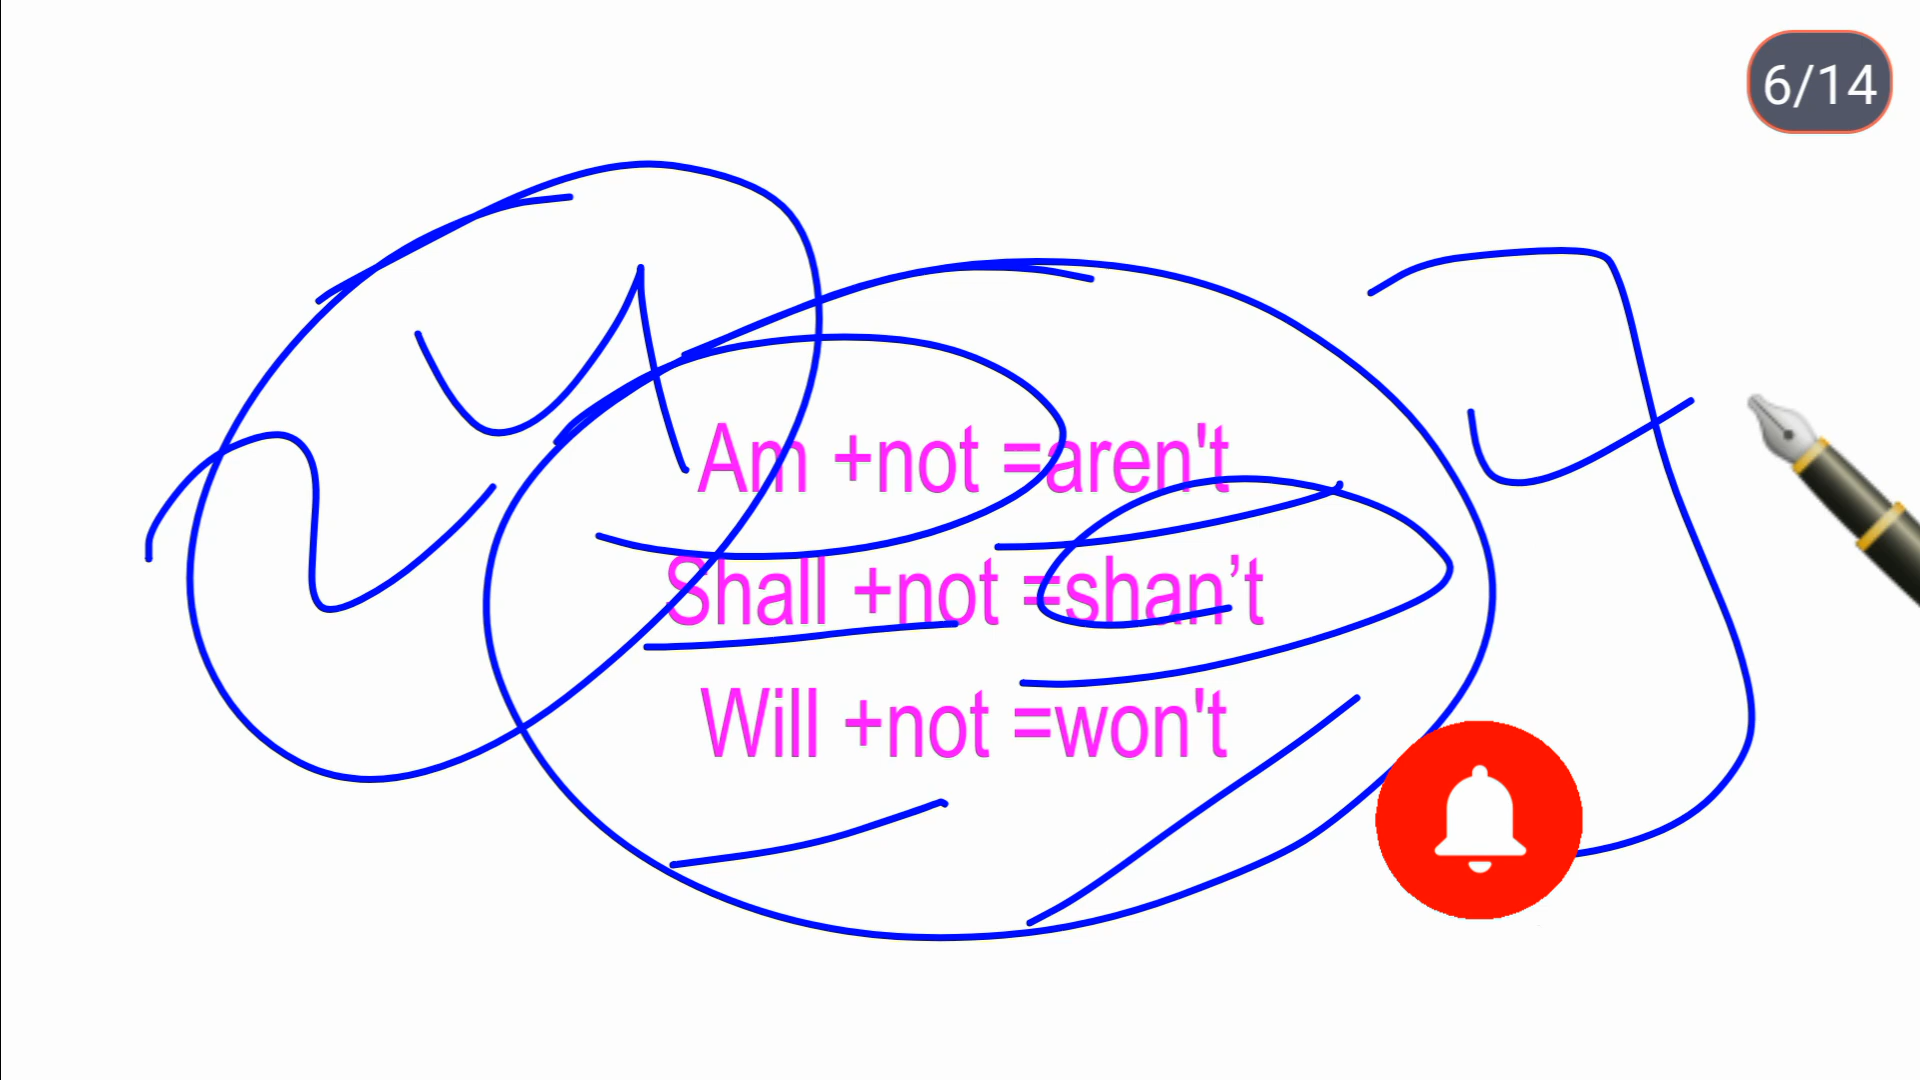 6/14
Am +not =aren't
Shall +not =shan’t
Will +not =won't